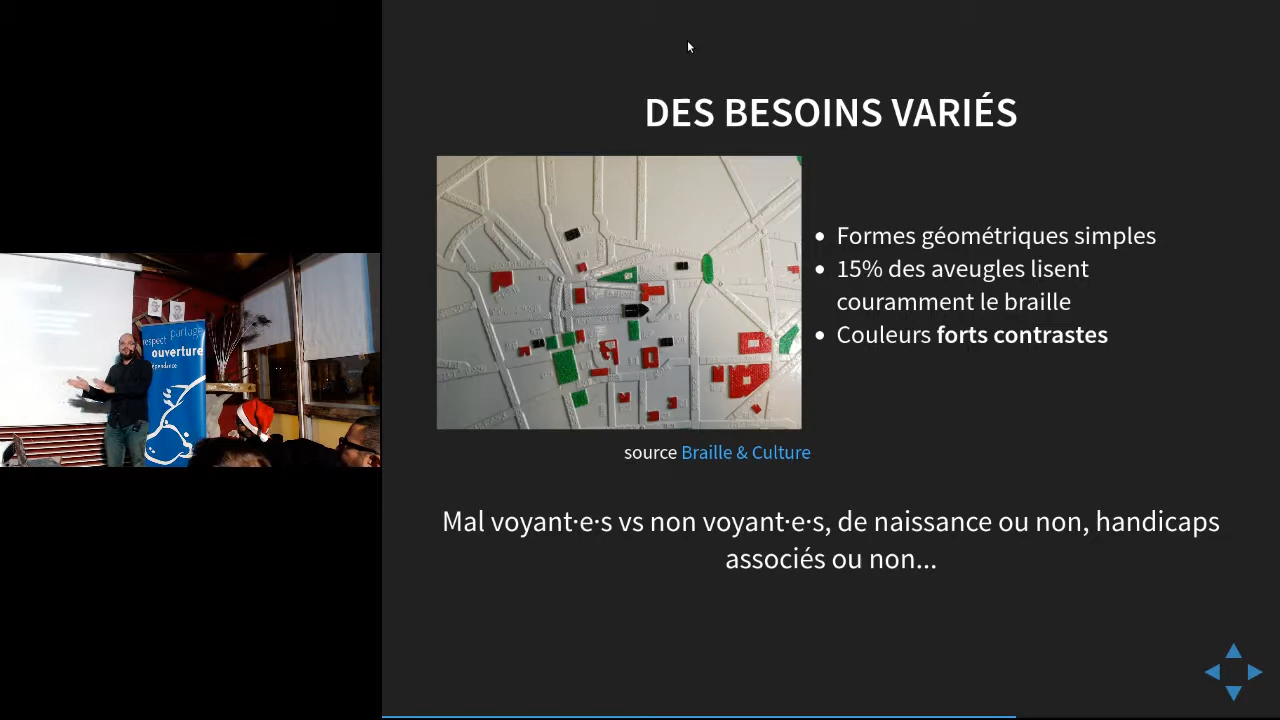 DES BESOINS VARIÉS
Formes géométriques simples
15% des aveugles lisent
couramment le braille
Couleurs forts contrastes
source Braille & Culture
Mal voyant·e·s vs non voyant·e·s, de naissance ou non, handicaps
associés ou non...
partage
respect
ouverture